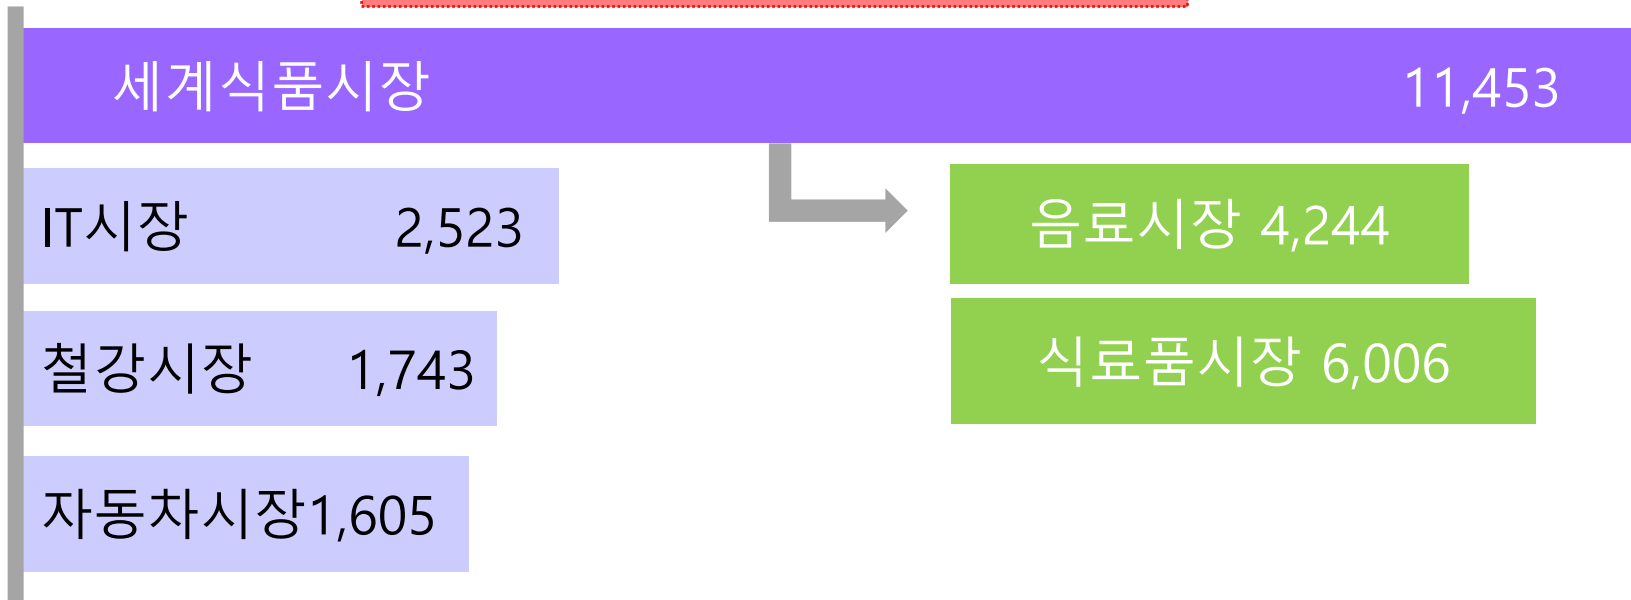 세계식품시장 11,453
IT시장 2,523
음료시장 4,244
철강시장 1,743
식료품시장 6,006
자동차시장1,605